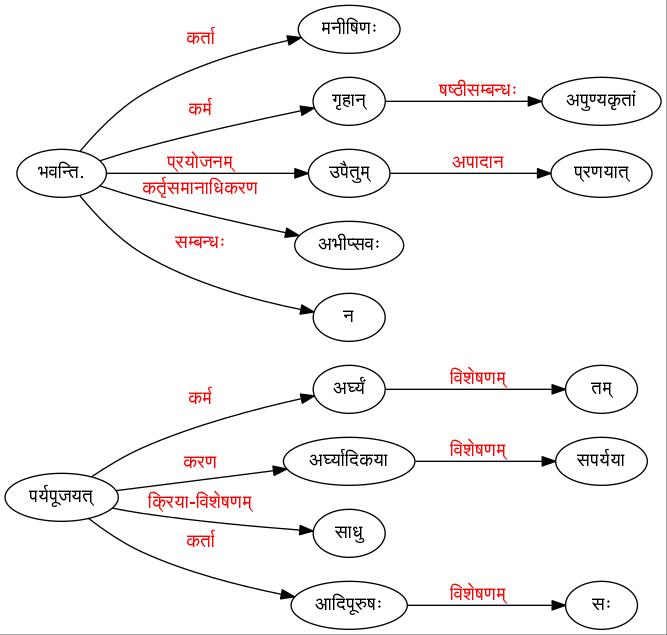 कर्ता
मनीषिणः
कर्म
गृहान्
षष्ठीसम्बन्धः
अपुण्यकृतां
भवन्ति.
प्रयोजनम्
उपैतुम्
अपादान
प्रणयात्
कर्तृसमानाधिकरण
अभीप्सवः
सम्बन्धः
न
कर्म
अर्घ्यं
विशेषणम्
तम्
करण
अर्घ्यादिकया
विशेषणम्
सपर्यया
पर्यपूजयत्
क्रिया-विशेषणम्
साधु
कर्ता
आदिपूरुषः
विशेषणम्
सः